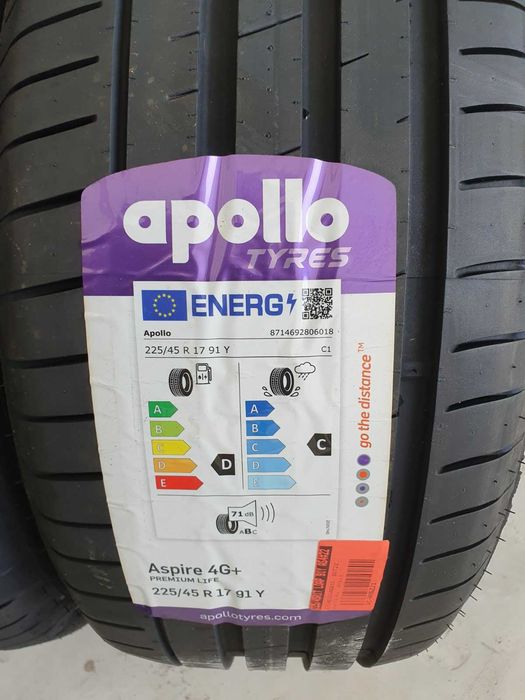 apollo
TYRES
ENERG
Apollo 8714692806018
225/45 R 17 91 Y C1
A A
B B
C C C
D D D
E E
71 dB
ABC
go the distance™
Aspire 4G+
PREMIUM LIFE
225/45 R 17 91 Y
apollotyres.com